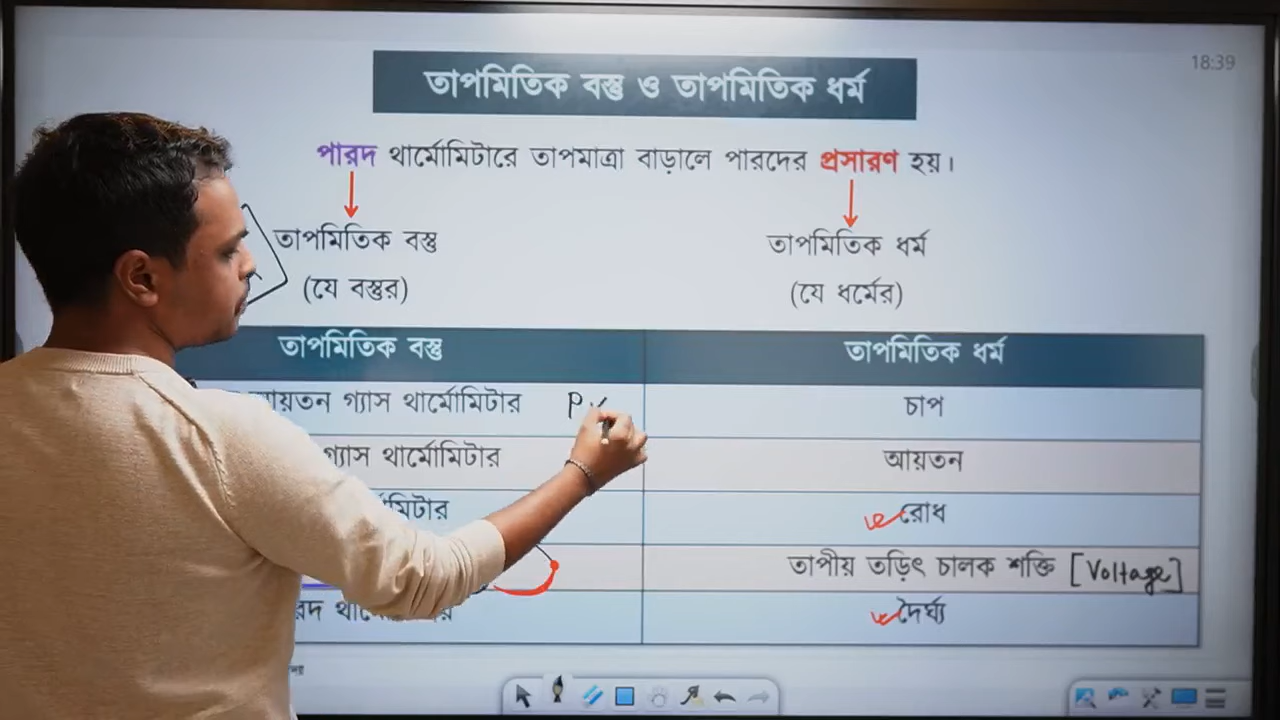 18:39
তাপমিতিক বস্তু ও তাপমিতিক ধর্ম
পারদ থার্মোমিটারে তাপমাত্রা বাড়ালে পারদের প্রসারণ হয়।
তাপমিতিক বস্তু তাপমিতিক ধর্ম
(যে বস্তুর) (যে ধর্মের)
তাপমিতিক বস্তু তাপমিতিক ধর্ম
আয়তন গ্যাস থার্মোমিটার P চাপ
গ্যাস থার্মোমিটার আয়তন
রোধ
তাপীয় তড়িৎ চালক শক্তি [Voltage]
দৈর্ঘ্য